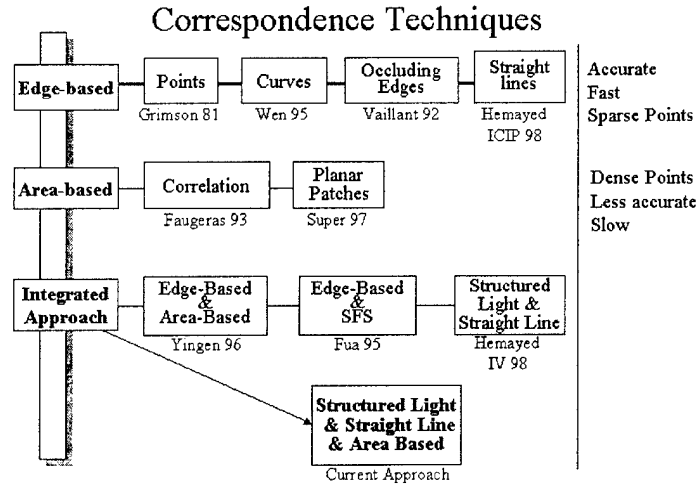 Correspondence Techniques
Edge-based
Points
Grimson 81
Curves
Wen 95
Occluding
Edges
Vaillant 92
Straight
lines
Hemayed
ICIP 98
Accurate
Fast
Sparse Points
Area-based
Correlation
Faugeras 93
Planar
Patches
Super 97
Dense Points
Less accurate
Slow
Integrated
Approach
Edge-Based
&
Area-Based
Yingen 96
Edge-Based
&
SFS
Fua 95
Structured
Light &
Straight Line
Hemayed
IV 98
Structured Light
& Straight Line
& Area Based
Current Approach